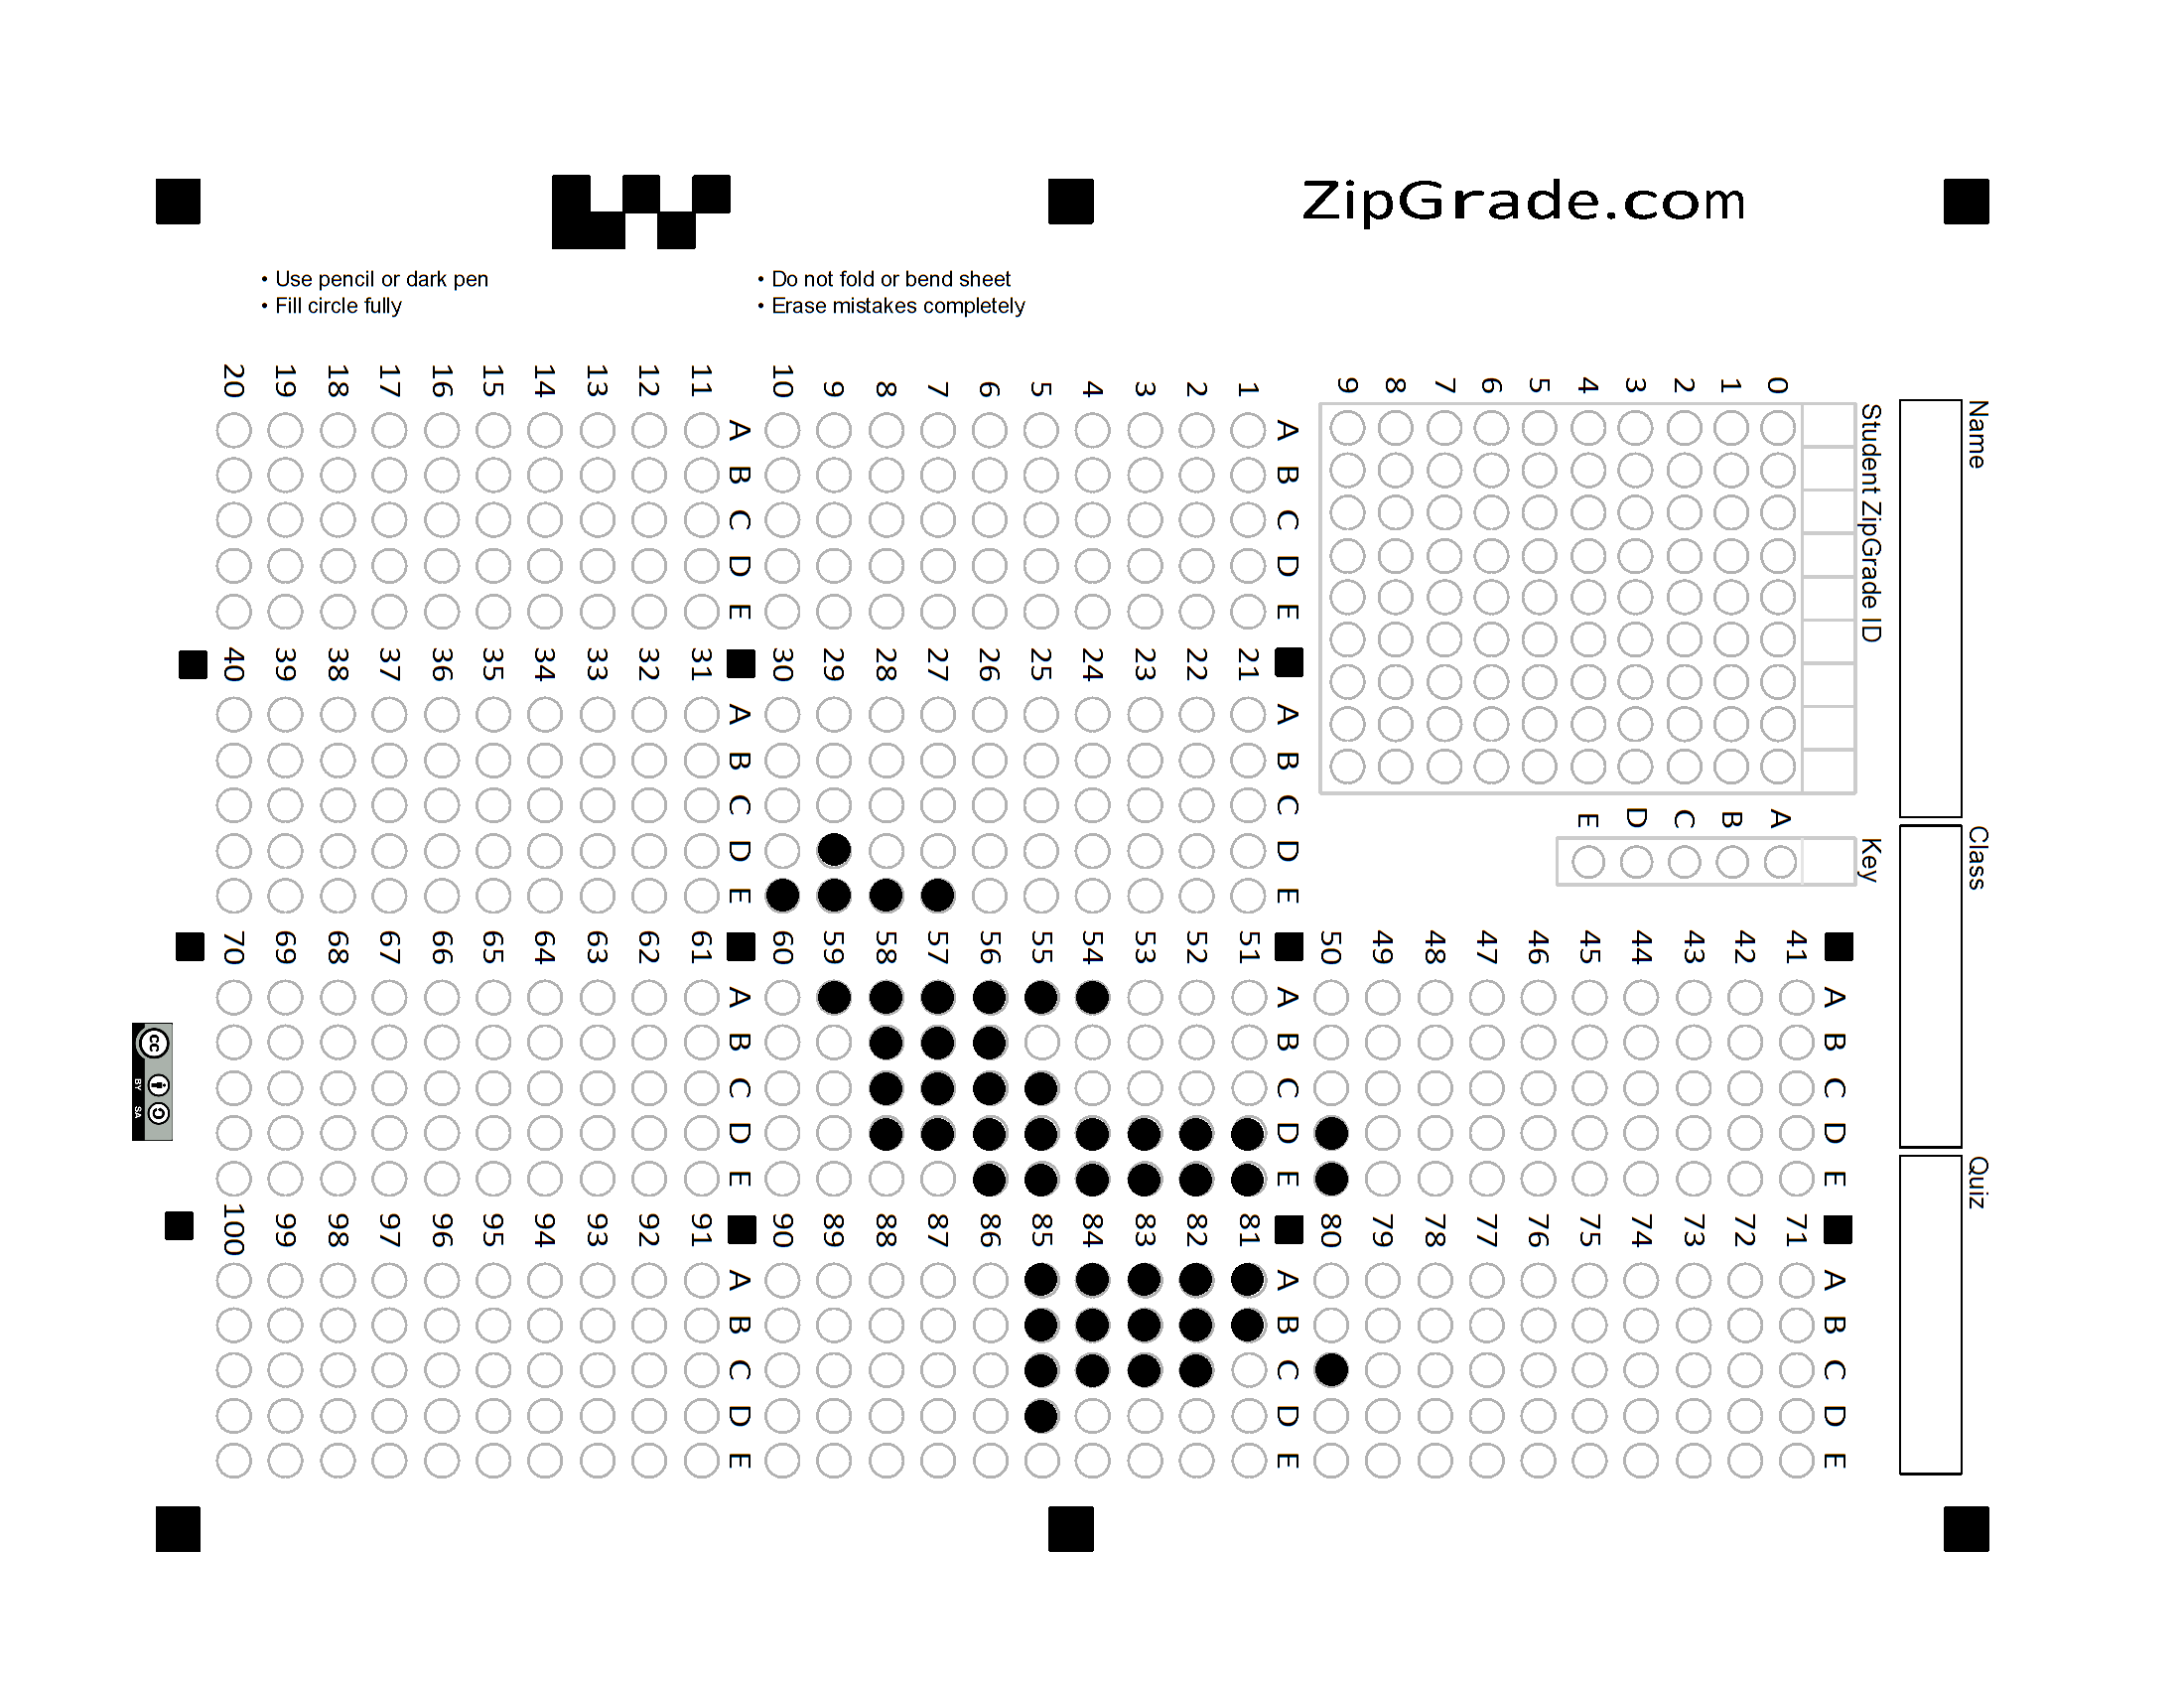 ZipGrade.com
• Use pencil or dark pen
• Fill circle fully
• Do not fold or bend sheet
• Erase mistakes completely
Name
Class
Quiz
Student ZipGrade ID
0 1 2 3 4 5 6 7 8 9
Key
A B C D E
1 2 3 4 5 6 7 8 9 10
A B C D E
11 12 13 14 15 16 17 18 19 20
A B C D E
21 22 23 24 25 26 27 28 29 30
A B C D E
31 32 33 34 35 36 37 38 39 40
A B C D E
41 42 43 44 45 46 47 48 49 50
A B C D E
51 52 53 54 55 56 57 58 59 60
A B C D E
61 62 63 64 65 66 67 68 69 70
A B C D E
71 72 73 74 75 76 77 78 79 80
A B C D E
81 82 83 84 85 86 87 88 89 90
A B C D E
91 92 93 94 95 96 97 98 99 100
A B C D E
cc
BY SA